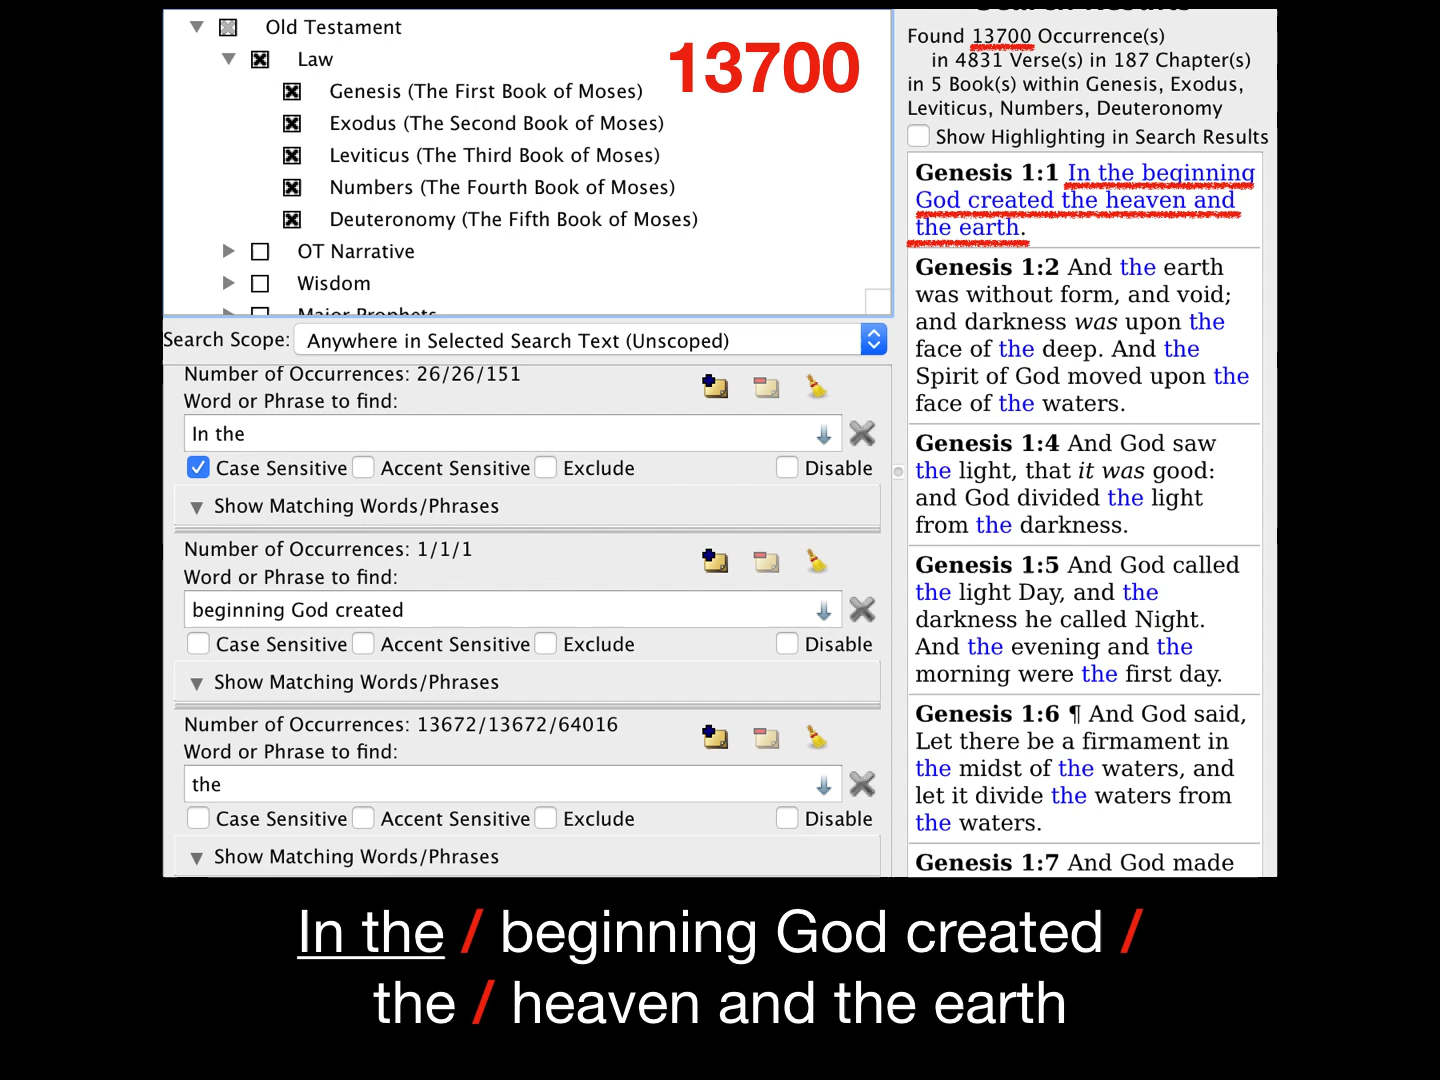 Old Testament
Law
Genesis (The First Book of Moses)
Exodus (The Second Book of Moses)
Leviticus (The Third Book of Moses)
Numbers (The Fourth Book of Moses)
Deuteronomy (The Fifth Book of Moses)
OT Narrative
Wisdom
Major Prophets
13700
Search Scope: Anywhere in Selected Search Text (Unscoped)
Number of Occurrences: 26/26/151
Word or Phrase to find:
In the
Case Sensitive Accent Sensitive Exclude Disable
Show Matching Words/Phrases
Number of Occurrences: 1/1/1
Word or Phrase to find:
beginning God created
Case Sensitive Accent Sensitive Exclude Disable
Show Matching Words/Phrases
Number of Occurrences: 13672/13672/64016
Word or Phrase to find:
the
Case Sensitive Accent Sensitive Exclude Disable
Show Matching Words/Phrases
Search Results
Found 13700 Occurrence(s)
in 4831 Verse(s) in 187 Chapter(s)
in 5 Book(s) within Genesis, Exodus,
Leviticus, Numbers, Deuteronomy
Show Highlighting in Search Results
Genesis 1:1 In the beginning
God created the heaven and
the earth.
Genesis 1:2 And the earth
was without form, and void;
and darkness was upon the
face of the deep. And the
Spirit of God moved upon the
face of the waters.
Genesis 1:4 And God saw
the light, that it was good:
and God divided the light
from the darkness.
Genesis 1:5 And God called
the light Day, and the
darkness he called Night.
And the evening and the
morning were the first day.
Genesis 1:6 ¶ And God said,
Let there be a firmament in
the midst of the waters, and
let it divide the waters from
the waters.
Genesis 1:7 And God made
In the / beginning God created /
the / heaven and the earth